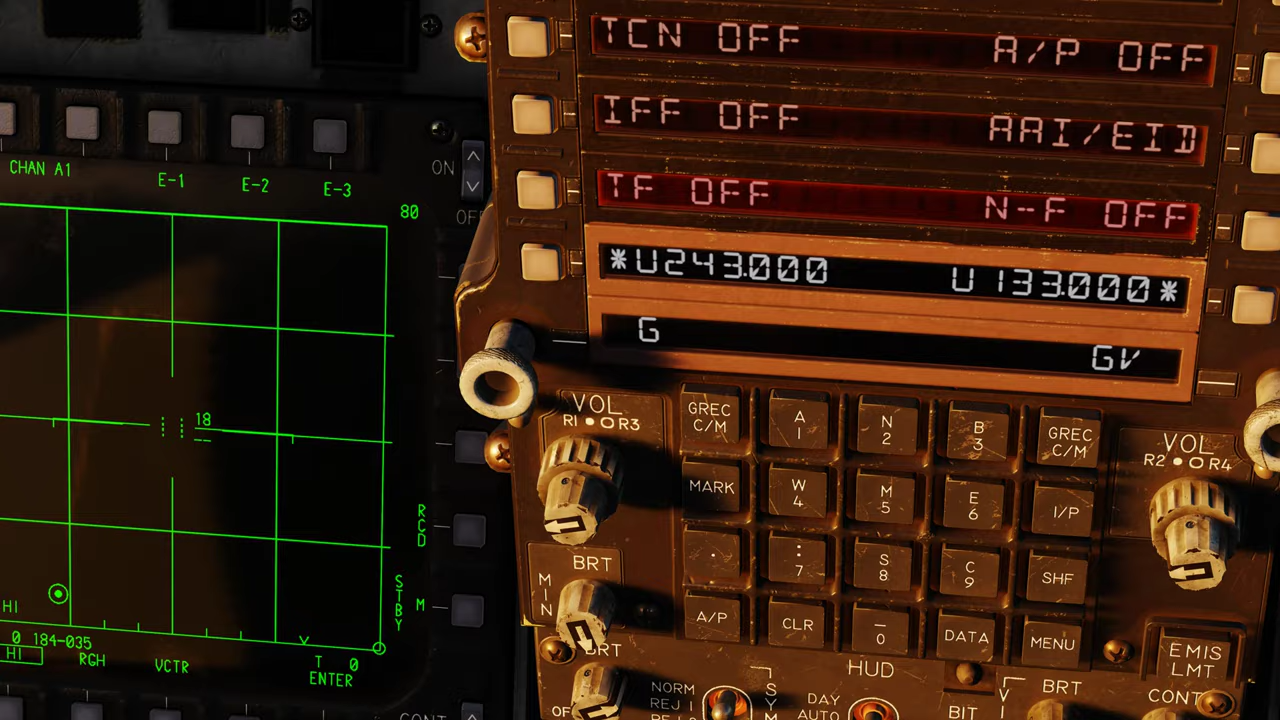 TCN OFF A/P OFF
IFF OFF AAI/EID
TF OFF N-F OFF
*U243.000 U133.000*
G GV
CHAN A1
E-1 E-2 E-3
ON
80
18
RCD
STBY
M
HI
0 184-035
HI
RGH
VCTR
T 0
ENTER
VOL
R1 R3
GREC C/M
A 1
N 2
B 3
GREC C/M
VOL
R2 R4
MARK
W 4
M 5
E 6
I/P
.
: 7
S 8
C 9
SHF
A/P
CLR
- 0
DATA
MENU
BRT
MIN
EMIS LMT
HUD
NORM
REJ 1
SYM
DAY
AUTO
BIT
BRT
CONT